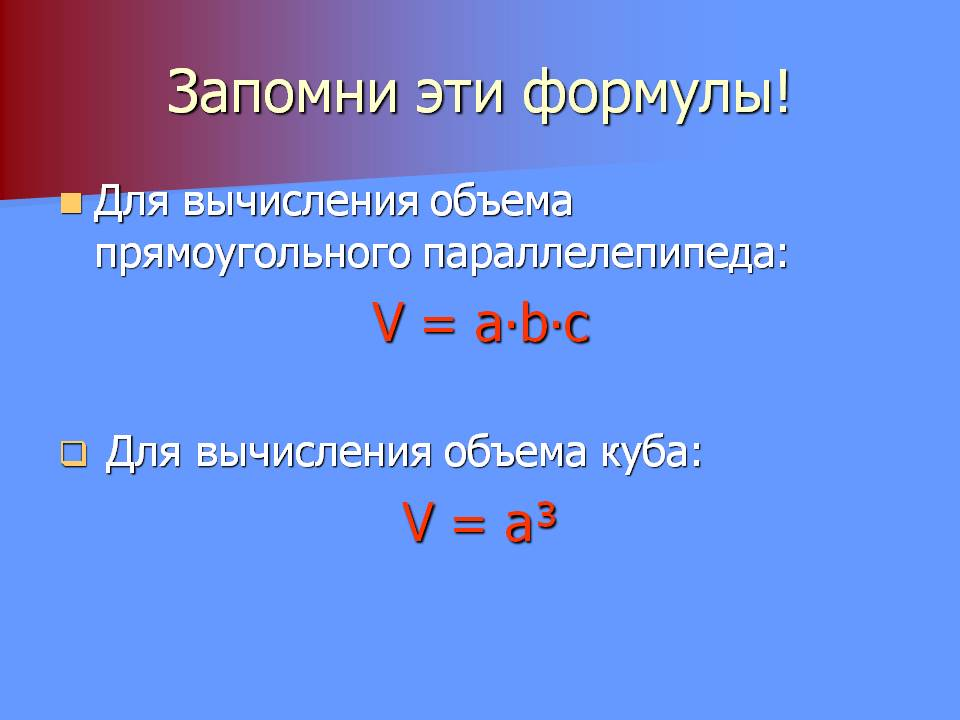 Запомни эти формулы!
Для вычисления объема
прямоугольного параллелепипеда:
V = a·b·c
Для вычисления объема куба:
V = a³